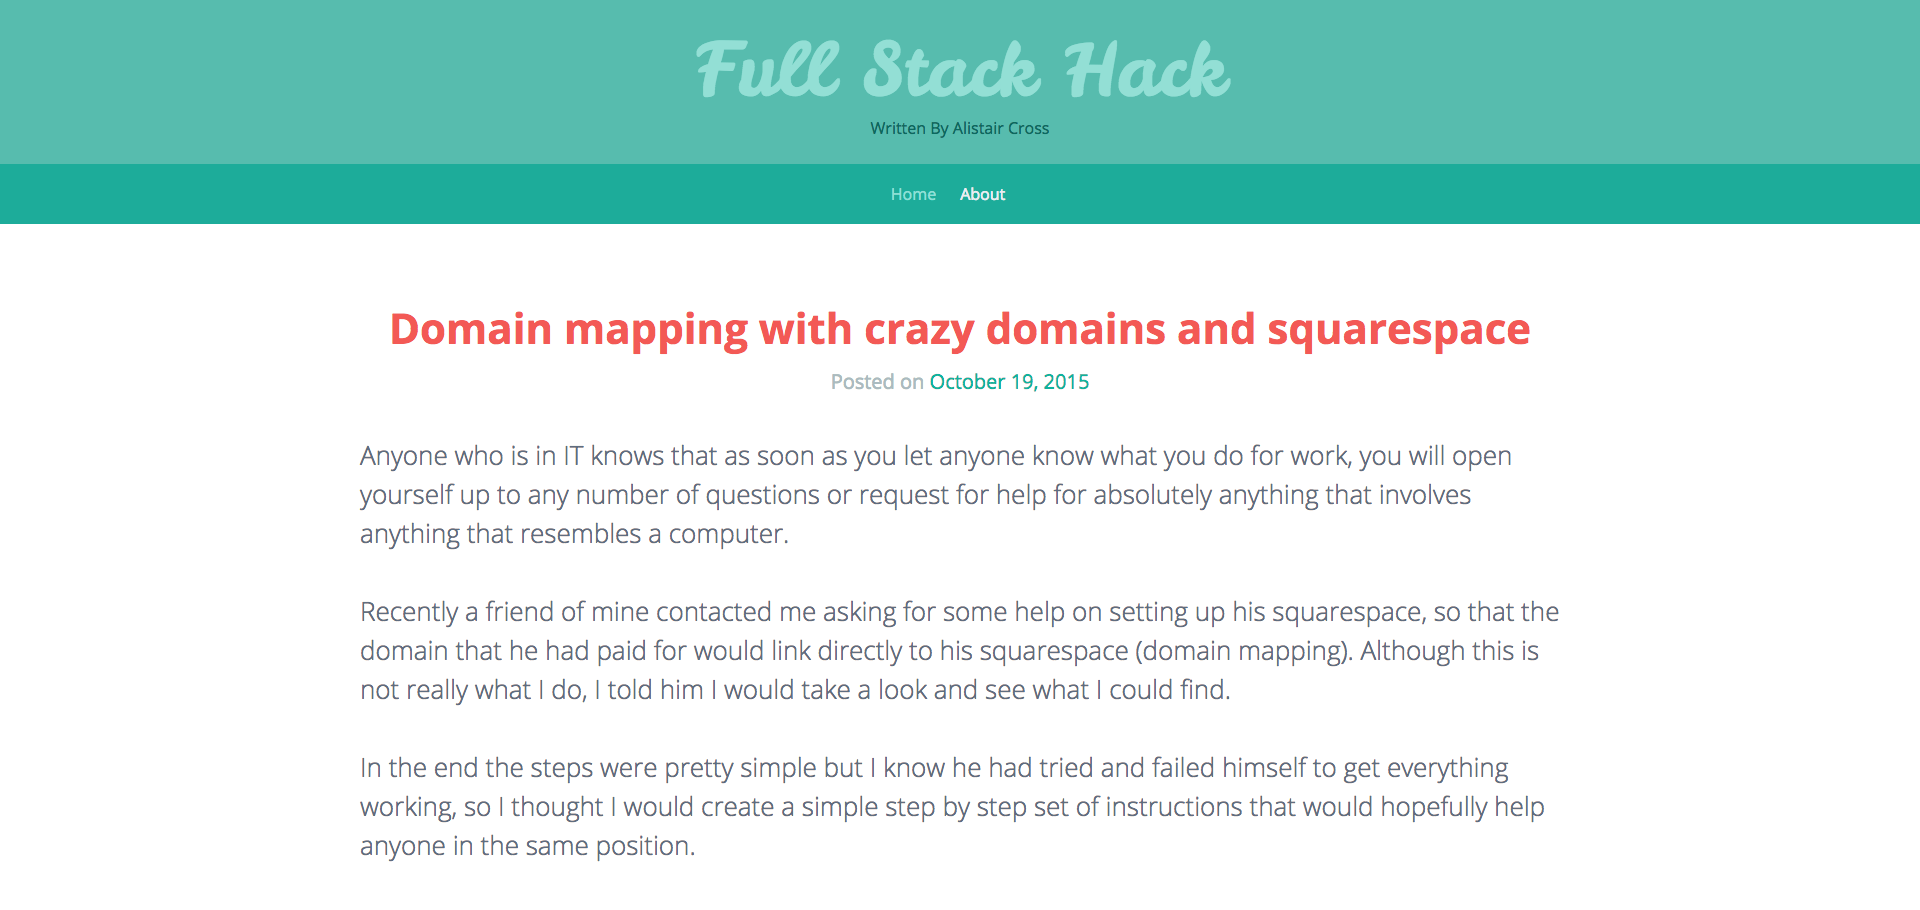 Full Stack Hack
Written By Alistair Cross
Home About
Domain mapping with crazy domains and squarespace
Posted on October 19, 2015
Anyone who is in IT knows that as soon as you let anyone know what you do for work, you will open
yourself up to any number of questions or request for help for absolutely anything that involves
anything that resembles a computer.
Recently a friend of mine contacted me asking for some help on setting up his squarespace, so that the
domain that he had paid for would link directly to his squarespace (domain mapping). Although this is
not really what I do, I told him I would take a look and see what I could find.
In the end the steps were pretty simple but I know he had tried and failed himself to get everything
working, so I thought I would create a simple step by step set of instructions that would hopefully help
anyone in the same position.